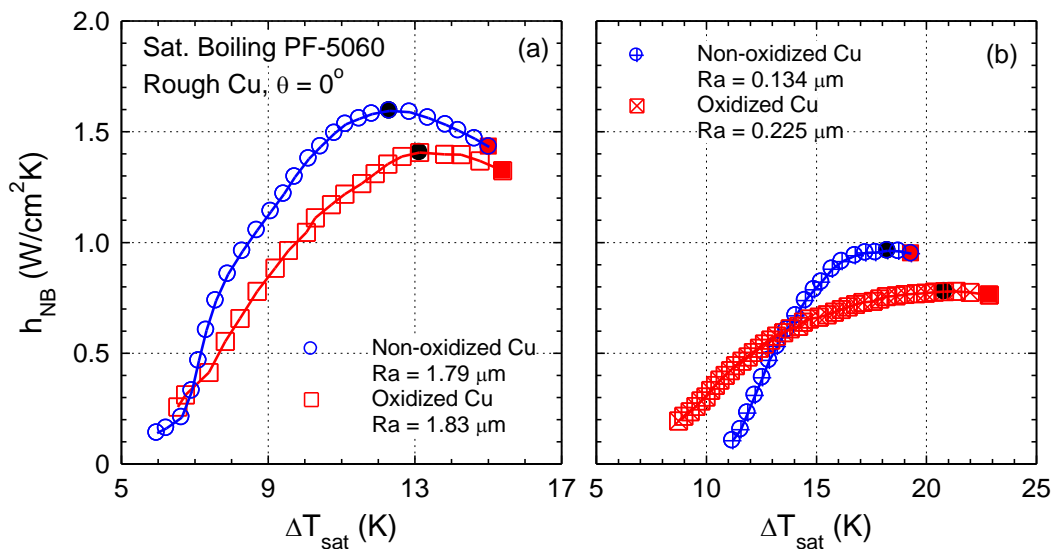 Sat. Boiling PF-5060
Rough Cu, θ = 0°
(a)
Non-oxidized Cu
Ra = 1.79 μm
Oxidized Cu
Ra = 1.83 μm
h_NB (W/cm²K)
2.0
1.5
1.0
0.5
0
5
9
13
17
ΔT_sat (K)
(b)
Non-oxidized Cu
Ra = 0.134 μm
Oxidized Cu
Ra = 0.225 μm
5
10
15
20
25
ΔT_sat (K)